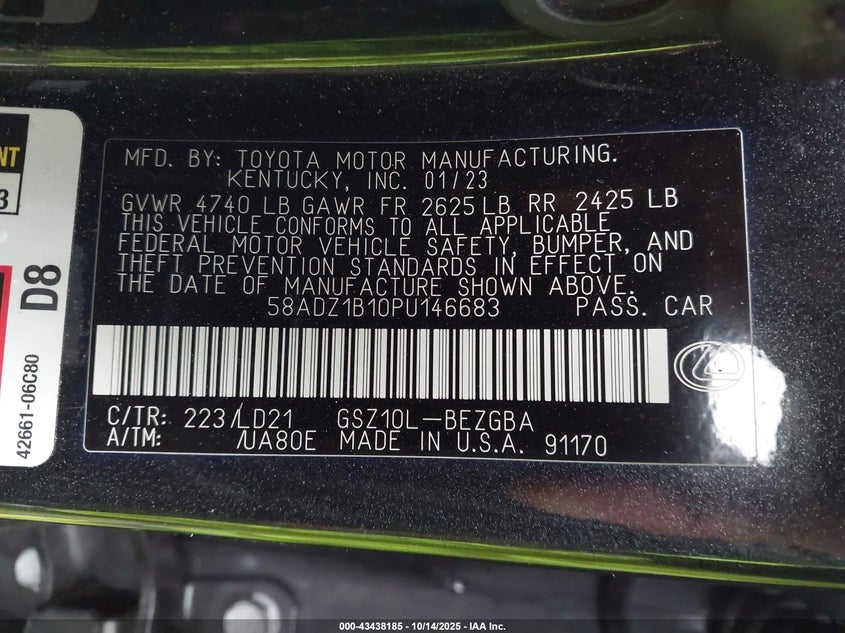 NT
3
D8
42661-06C80
MFD. BY: TOYOTA MOTOR MANUFACTURING.
KENTUCKY, INC. 01/23
GVWR 4740 LB GAWR FR 2625 LB RR 2425 LB
THIS VEHICLE CONFORMS TO ALL APPLICABLE
FEDERAL MOTOR VEHICLE SAFETY, BUMPER, AND
THEFT PREVENTION STANDARDS IN EFFECT ON
THE DATE OF MANUFACTURE SHOWN ABOVE.
58ADZ1B10PU146683 PASS. CAR
C/TR: 223/LD21 GSZ10L-BEZGBA
A/TM: /UA80E MADE IN U.S.A. 91170
000-43438185 - 10/14/2025 - IAA Inc.